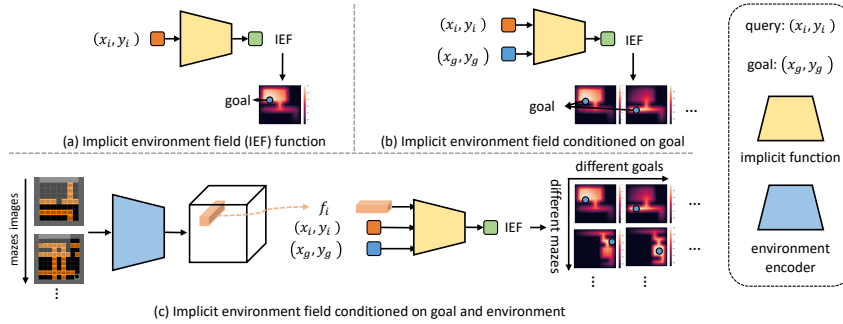 (x_i, y_i)
IEF
goal
(a) Implicit environment field (IEF) function
(x_i, y_i)
(x_g, y_g)
IEF
goal
...
(b) Implicit environment field conditioned on goal
query: (x_i, y_i)
goal: (x_g, y_g)
implicit function
environment
encoder
mazes images
...
f_i
(x_i, y_i)
(x_g, y_g)
IEF
different goals
different mazes
...
...
...
...
(c) Implicit environment field conditioned on goal and environment